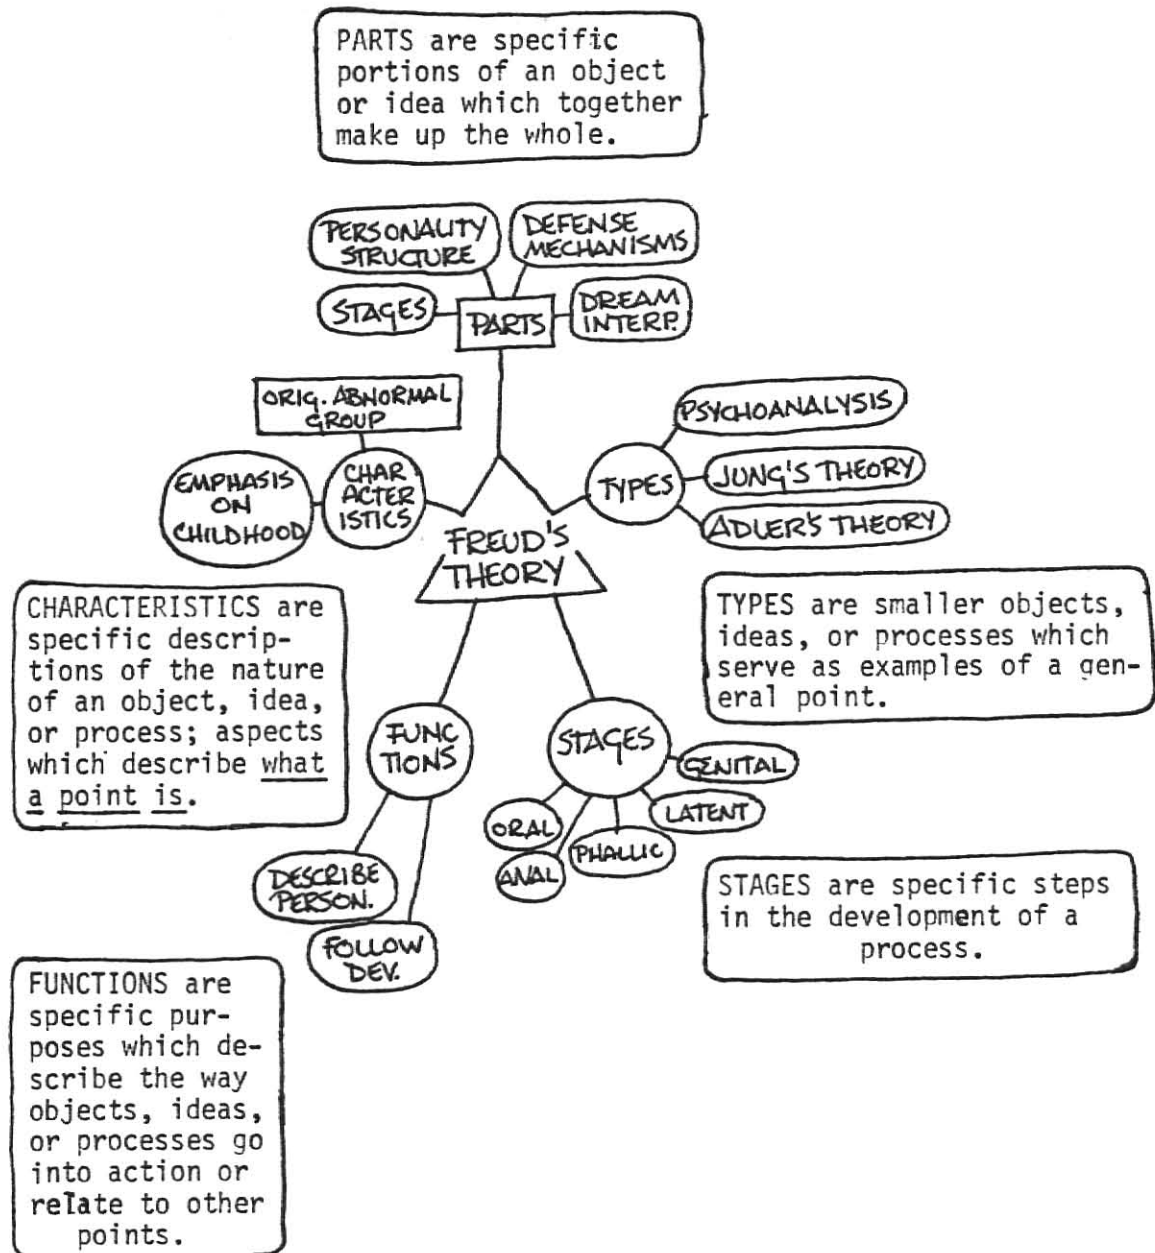 PARTS are specific
portions of an object
or idea which together
make up the whole.
PERSONALITY
STRUCTURE
DEFENSE
MECHANISMS
STAGES
PARTS
DREAM
INTERP.
ORIG. ABNORMAL
GROUP
EMPHASIS
ON
CHILDHOOD
CHAR
ACTER
ISTICS
TYPES
PSYCHOANALYSIS
JUNG'S THEORY
ADLER'S THEORY
FREUD'S
THEORY
CHARACTERISTICS are
specific descrip-
tions of the nature
of an object, idea,
or process; aspects
which describe what
a point is.
TYPES are smaller objects,
ideas, or processes which
serve as examples of a gen-
eral point.
FUNC
TIONS
DESCRIBE
PERSON.
FOLLOW
DEV.
STAGES
GENITAL
LATENT
PHALLIC
ORAL
ANAL
STAGES are specific steps
in the development of a
process.
FUNCTIONS are
specific pur-
poses which de-
scribe the way
objects, ideas,
or processes go
into action or
relate to other
points.